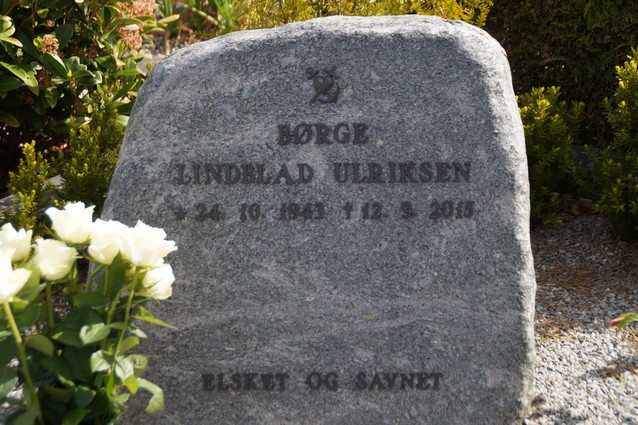 BØRGE
LINDBLAD ULRIKSEN
* 24. 10. 1943 † 12. 9. 2015
ELSKET OG SAVNET